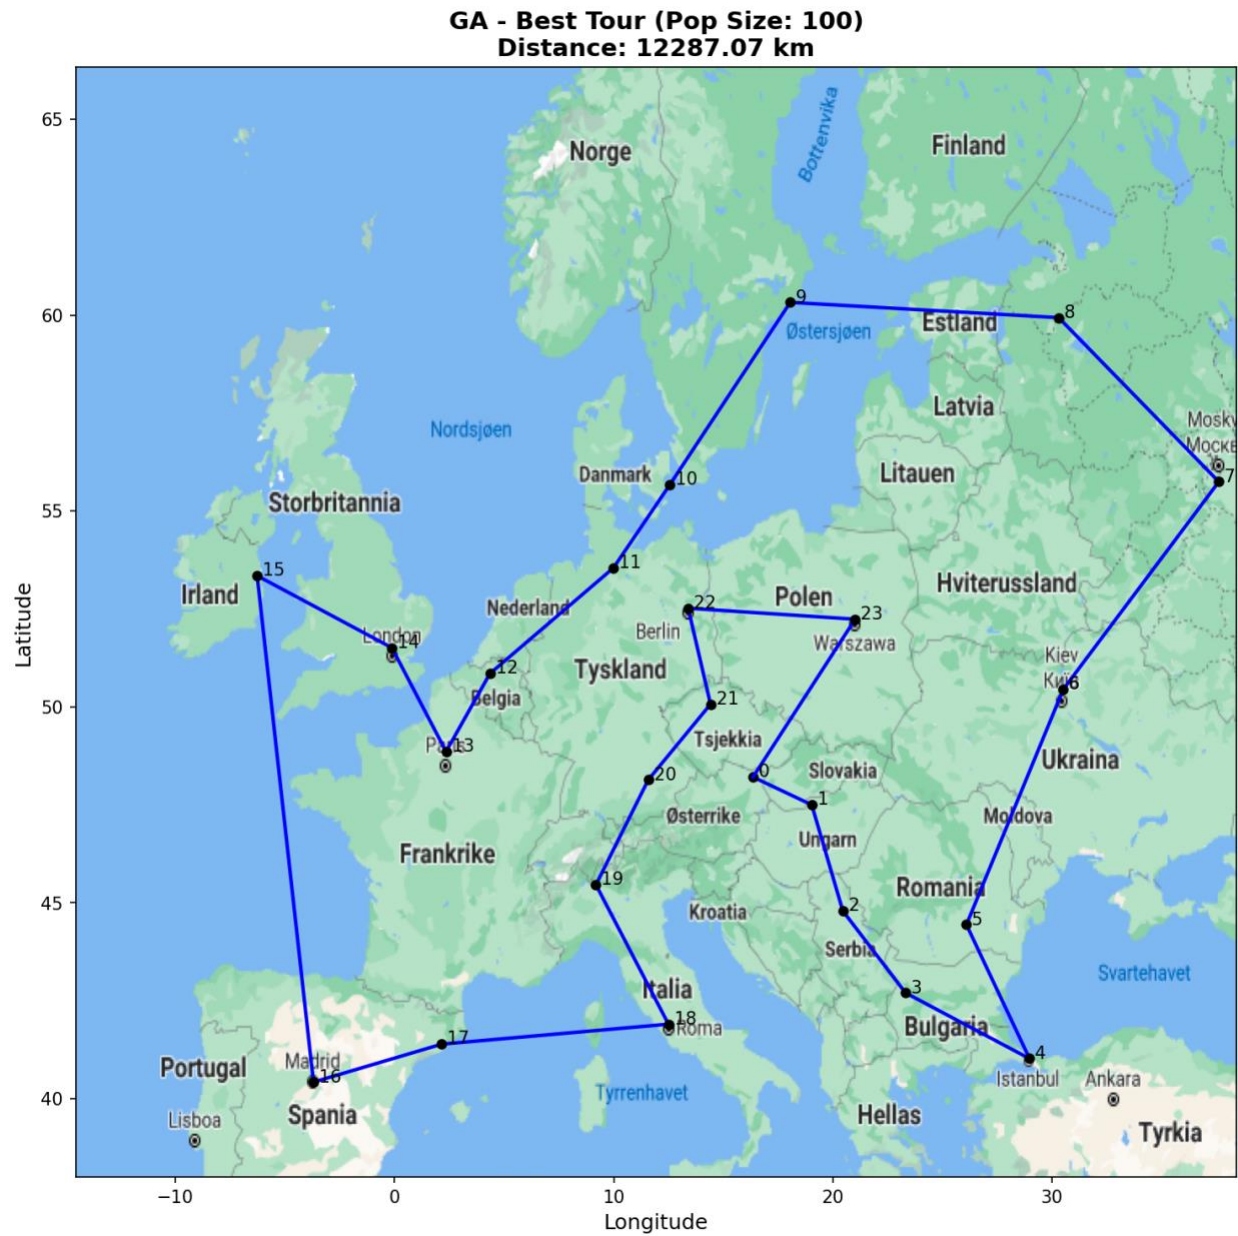 GA - Best Tour (Pop Size: 100)
Distance: 12287.07 km
65
60
55
50
45
40
Latitude
−10
0
10
20
30
Longitude
Bottenvika
Norge
Finland
9
8
Østersjøen
Estland
Latvia
Moskv
Москв
7
Nordsjøen
Danmark
10
Litauen
Storbritannia
11
15
Irland
Nederland
22
Polen
23
Hviterussland
London
14
Berlin
Warszawa
Kiev
12
Tyskland
Київ
6
Belgia
21
Paris
13
Tsjekkia
0
Slovakia
Ukraina
20
1
Østerrike
Moldova
Ungarn
Frankrike
19
Romania
2
Kroatia
5
Serbia
3
Svartehavet
Italia
18
Roma
Bulgaria
17
4
Portugal
Madrid
16
Istanbul
Ankara
Tyrrenhavet
Spania
Hellas
Lisboa
Tyrkia